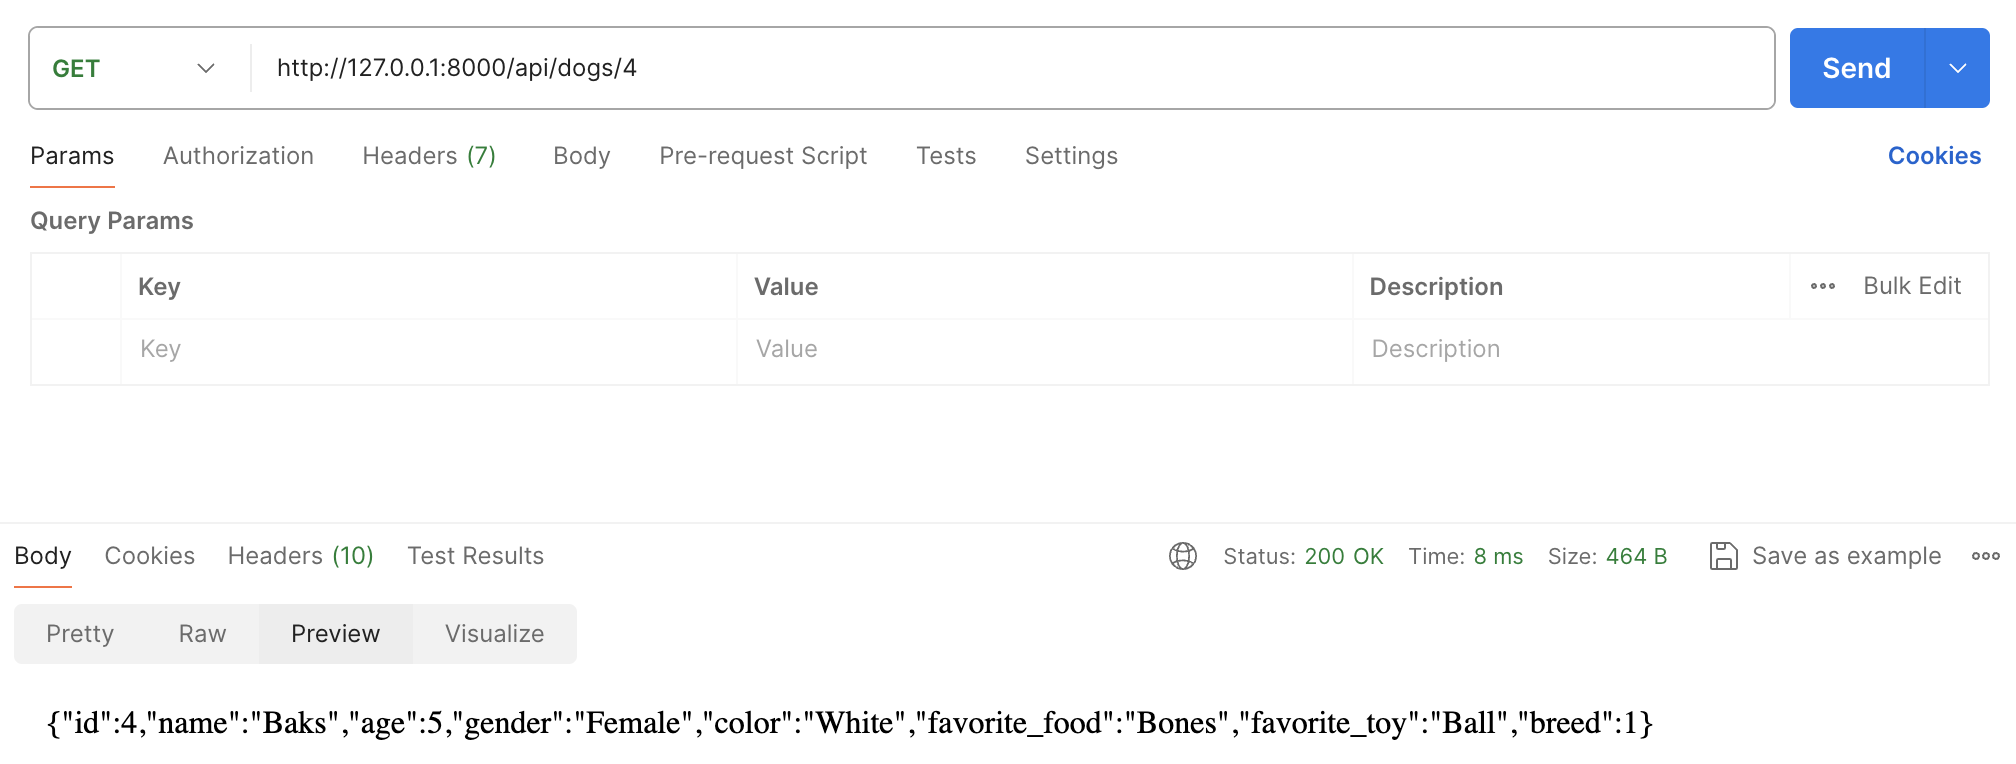 GET http://127.0.0.1:8000/api/dogs/4 Send
Params Authorization Headers (7) Body Pre-request Script Tests Settings Cookies
Query Params
Key Value Description Bulk Edit
Key Value Description
Body Cookies Headers (10) Test Results Status: 200 OK Time: 8 ms Size: 464 B Save as example
Pretty Raw Preview Visualize
{"id":4,"name":"Baks","age":5,"gender":"Female","color":"White","favorite_food":"Bones","favorite_toy":"Ball","breed":1}